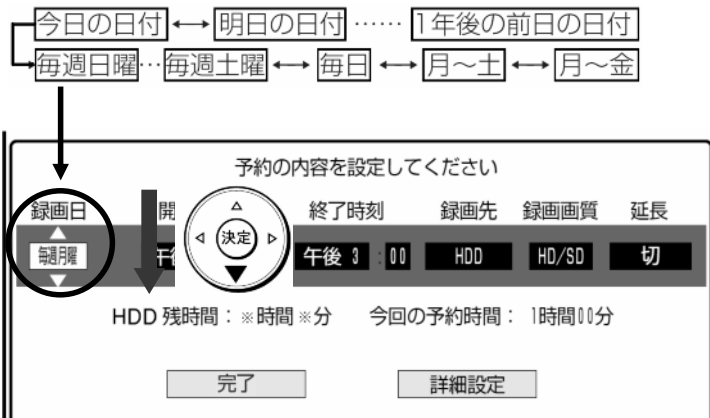 今日の日付 ←→ 明日の日付 …… 1年後の前日の日付
毎週日曜…毎週土曜 ←→ 毎日 ←→ 月～土 ←→ 月～金
予約の内容を設定してください
録画日 開 終了時刻 録画先 録画画質 延長
毎週月曜 午後 決定 午後 3 : 00 HDD HD/SD 切
HDD 残時間：※時間※分 今回の予約時間： 1時間00分
完了 詳細設定